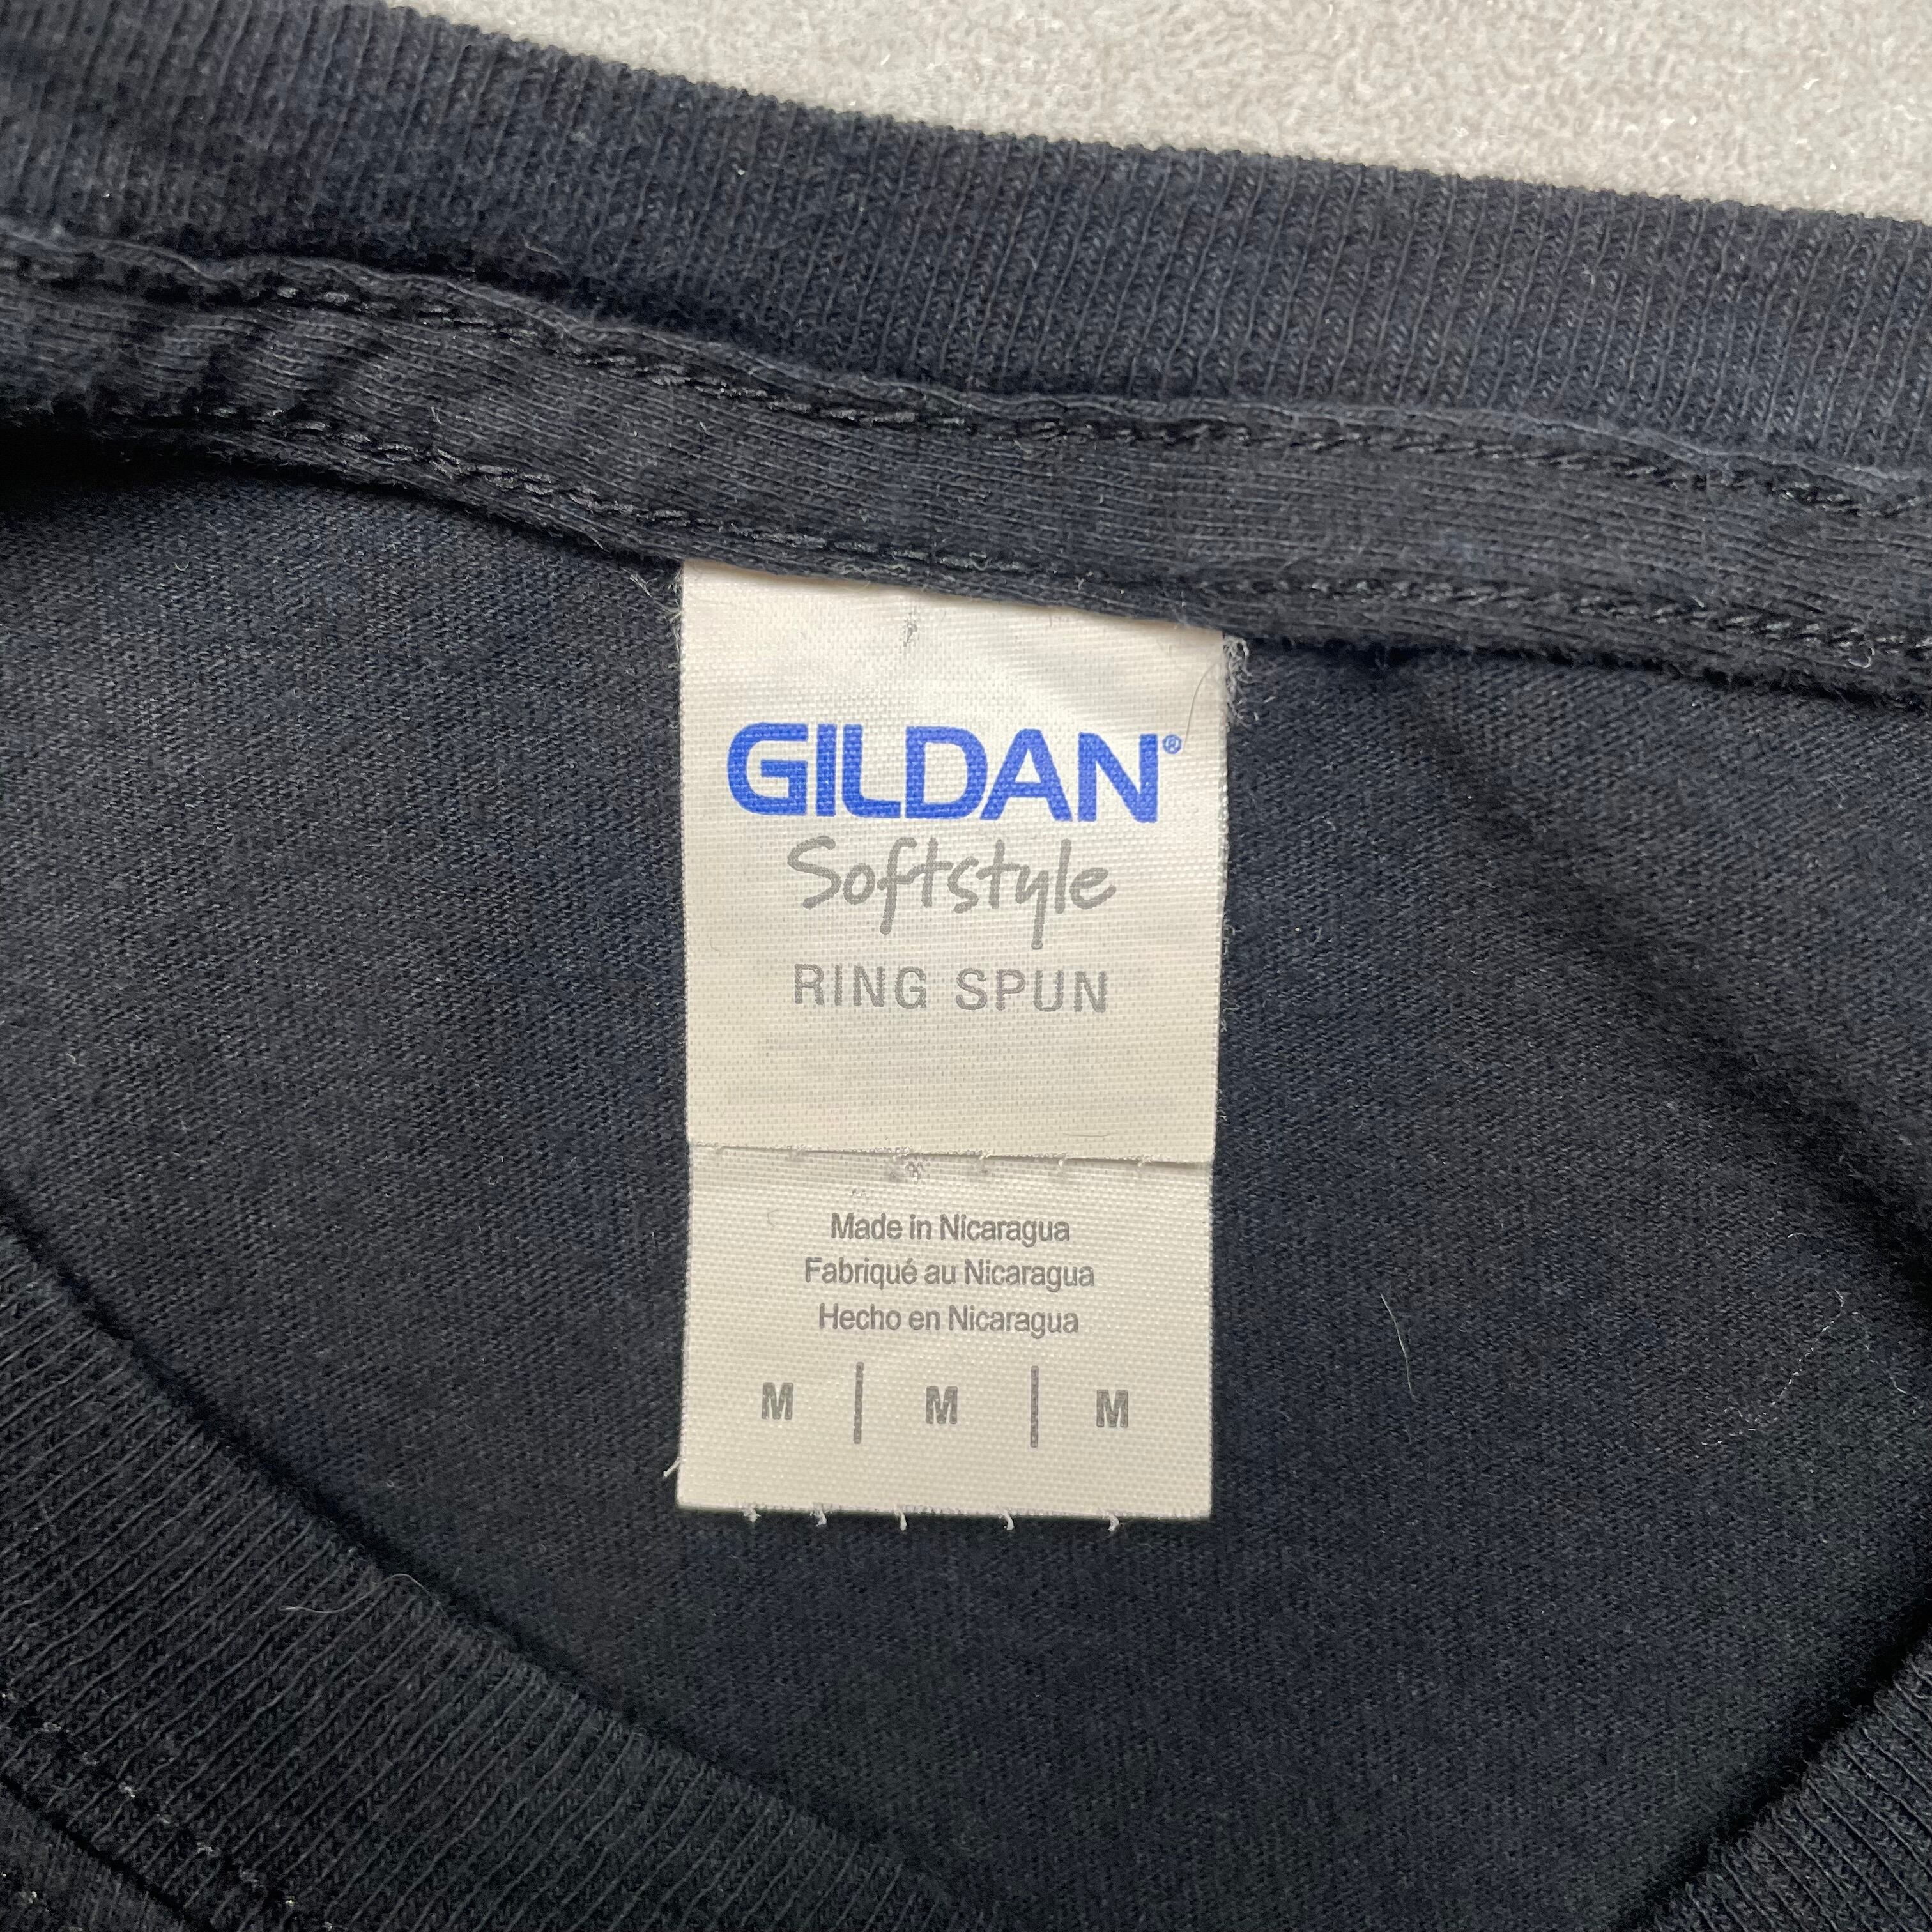 GILDAN®
Softstyle
RING SPUN
Made in Nicaragua
Fabriqué au Nicaragua
Hecho en Nicaragua
M | M | M